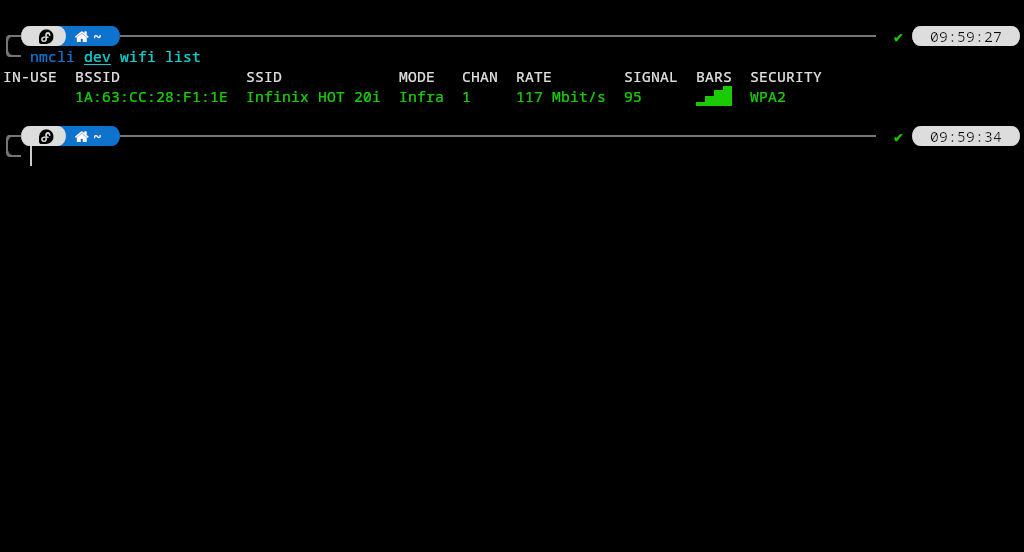 ~ ✔ 09:59:27
nmcli dev wifi list
IN-USE BSSID SSID MODE CHAN RATE SIGNAL BARS SECURITY
1A:63:CC:28:F1:1E Infinix HOT 20i Infra 1 117 Mbit/s 95 ▂▄▆█ WPA2
~ ✔ 09:59:34